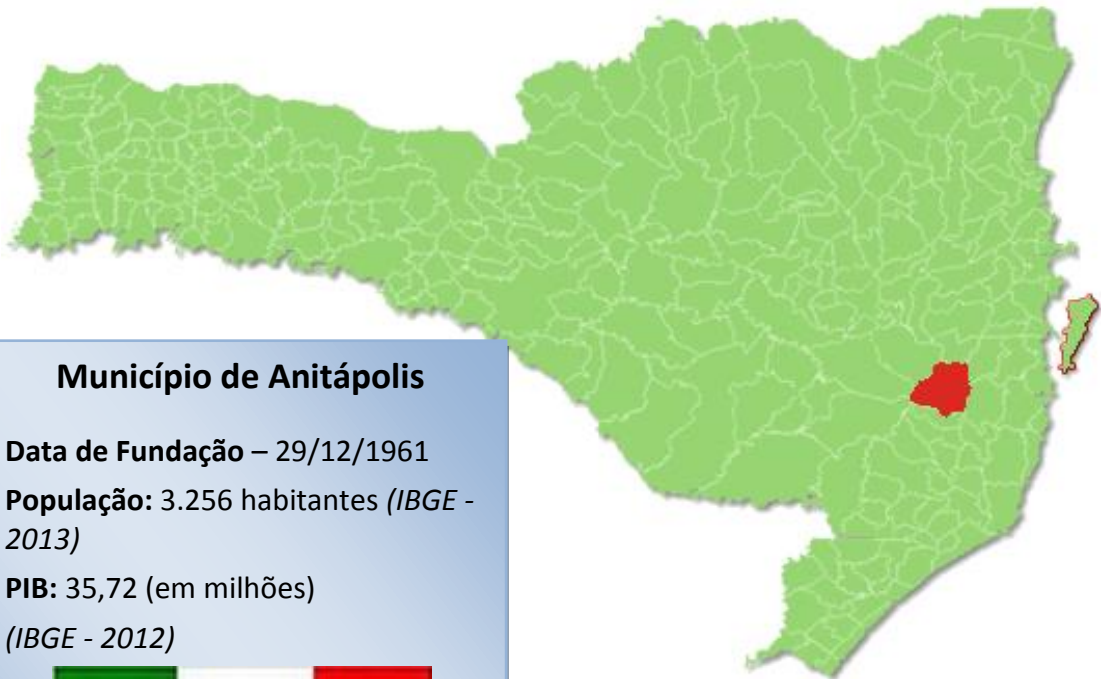 Município de Anitápolis
Data de Fundação – 29/12/1961
População: 3.256 habitantes (IBGE -
2013)
PIB: 35,72 (em milhões)
(IBGE - 2012)